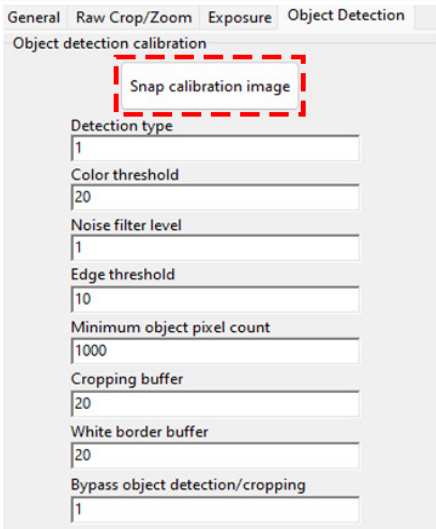 General Raw Crop/Zoom Exposure Object Detection
Object detection calibration
Snap calibration image
Detection type
1
Color threshold
20
Noise filter level
1
Edge threshold
10
Minimum object pixel count
1000
Cropping buffer
20
White border buffer
20
Bypass object detection/cropping
1